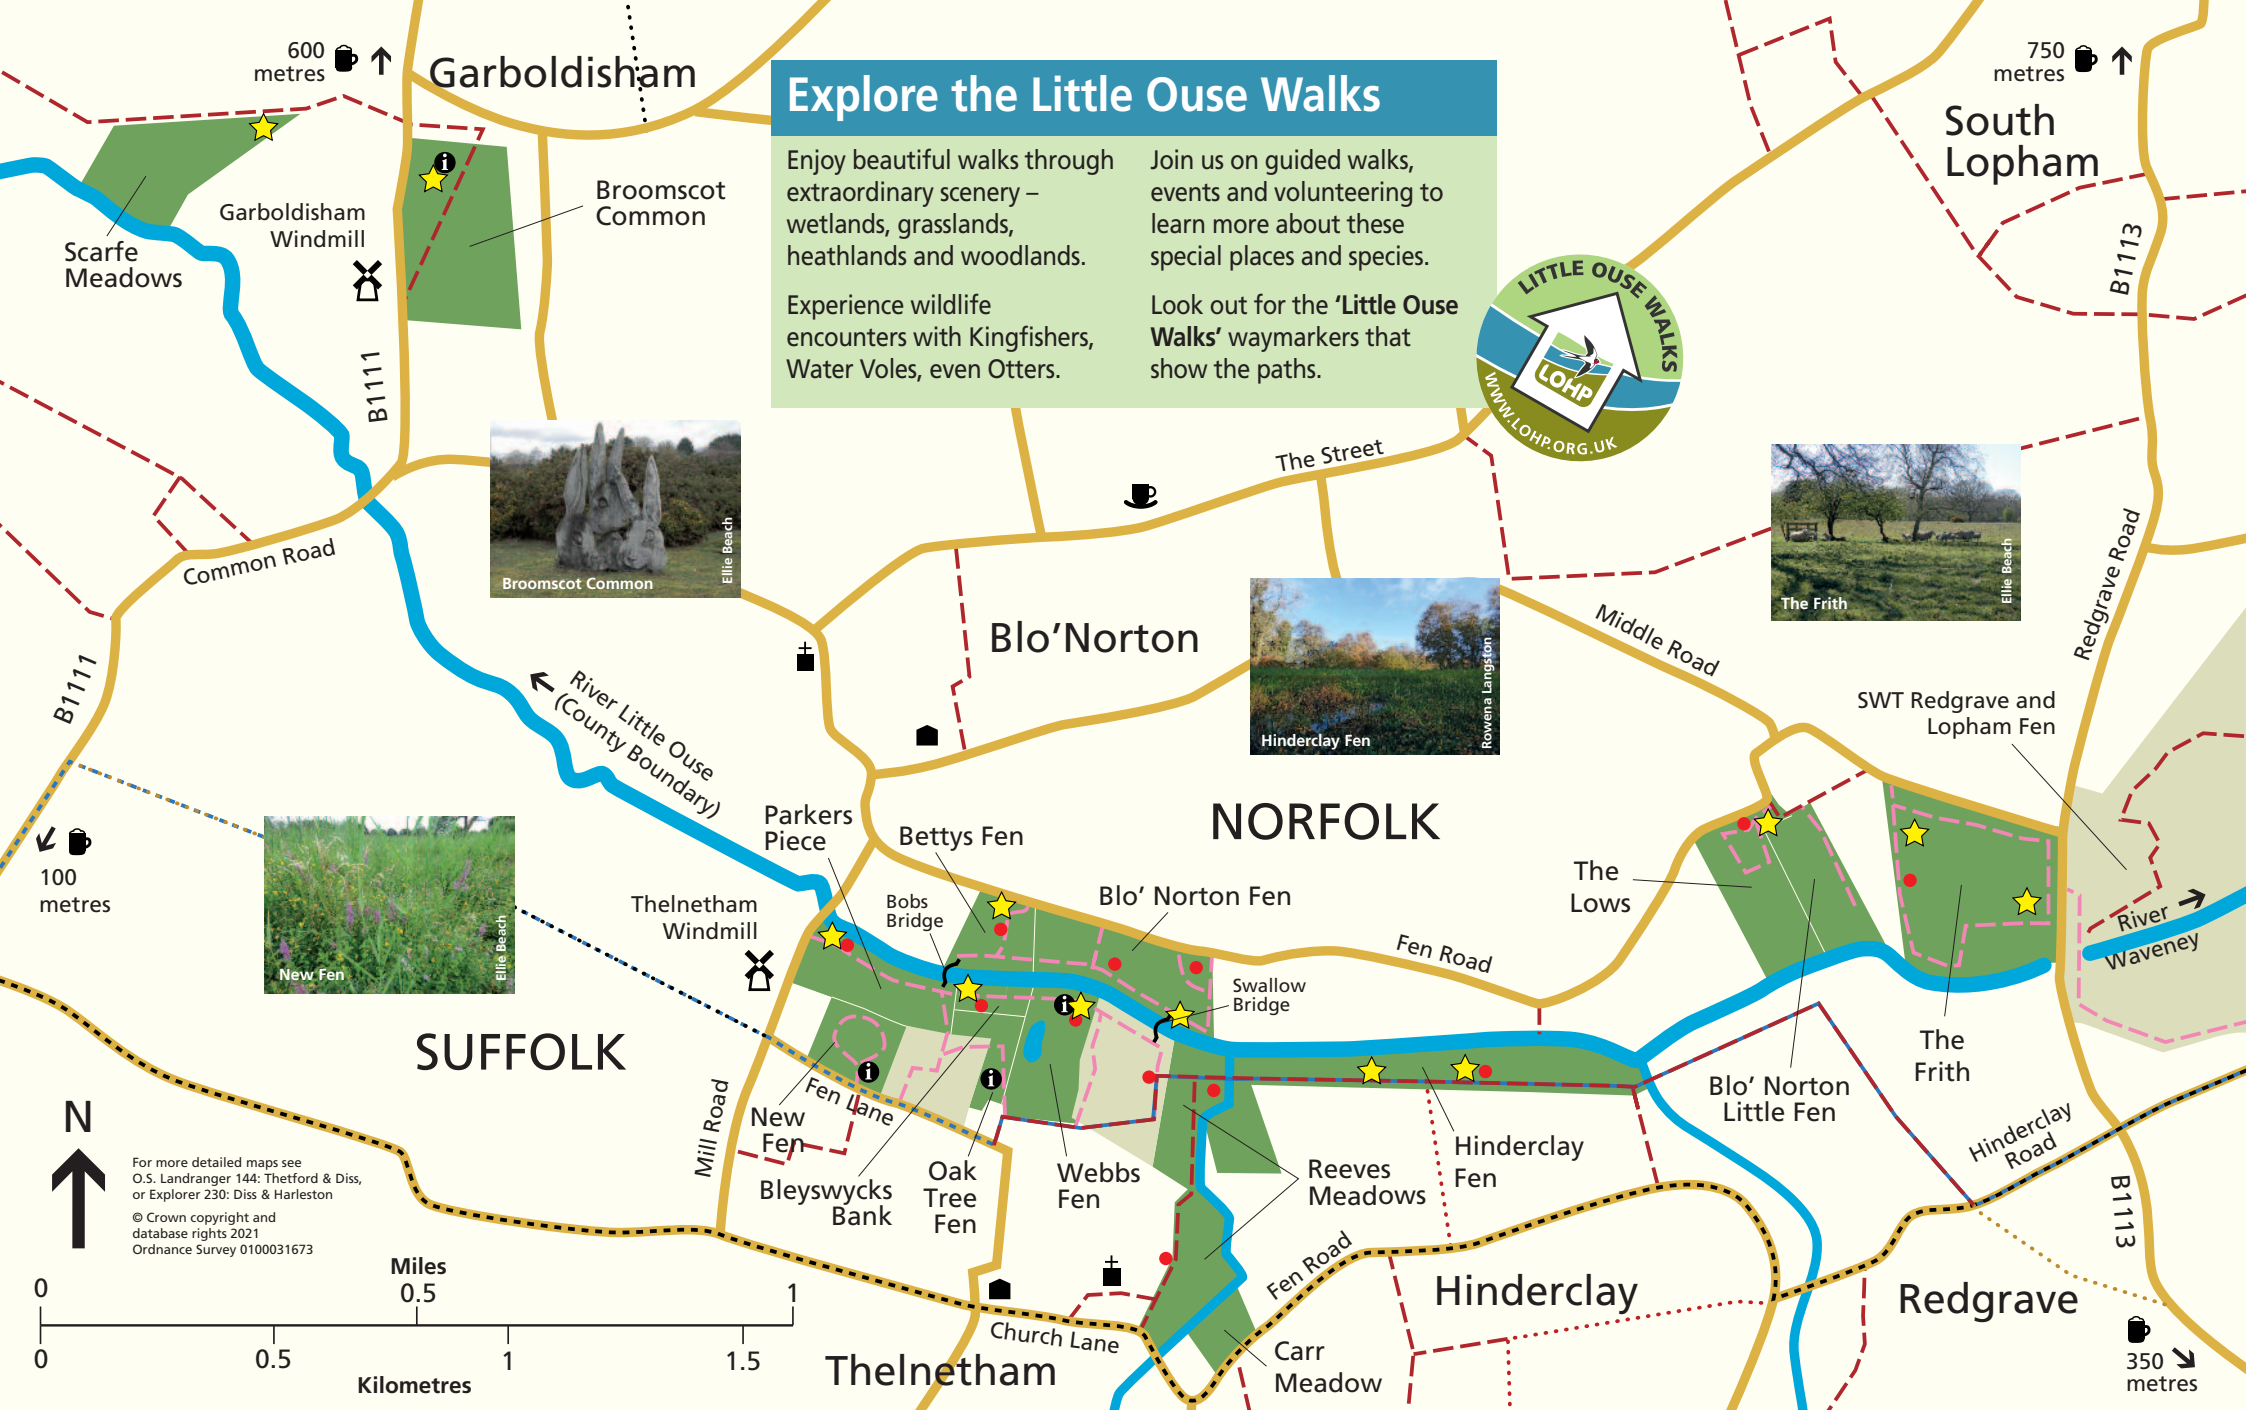 600
metres
Garboldisham
Explore the Little Ouse Walks
Enjoy beautiful walks through
extraordinary scenery –
wetlands, grasslands,
heathlands and woodlands.
Experience wildlife
encounters with Kingfishers,
Water Voles, even Otters.
Join us on guided walks,
events and volunteering to
learn more about these
special places and species.
Look out for the ‘Little Ouse
Walks’ waymarkers that
show the paths.
LITTLE OUSE WALKS
LOHP
WWW.LOHP.ORG.UK
750
metres
South
Lopham
B1113
i
Broomscot
Common
Garboldisham
Windmill
Scarfe
Meadows
B1111
Common Road
Broomscot Common
Ellie Beach
The Street
Blo’Norton
Hinderclay Fen
Rowena Langston
Middle Road
The Frith
Ellie Beach
Redgrave Road
SWT Redgrave and
Lopham Fen
B1111
River Little Ouse
(County Boundary)
100
metres
New Fen
Ellie Beach
Parkers
Piece
Bettys Fen
NORFOLK
Thelnetham
Windmill
Bobs
Bridge
Blo’ Norton Fen
The
Lows
Fen Road
River
Waveney
Swallow
Bridge
i
SUFFOLK
i
i
The
Frith
Blo’ Norton
Little Fen
Mill Road
New
Fen
Fen Lane
Bleyswycks
Bank
Oak
Tree
Fen
Webbs
Fen
Reeves
Meadows
Hinderclay
Fen
Hinderclay
Road
B1113
N
For more detailed maps see
O.S. Landranger 144: Thetford & Diss,
or Explorer 230: Diss & Harleston
© Crown copyright and
database rights 2021
Ordnance Survey 0100031673
Miles
0 0.5 1
0 0.5 1 1.5
Kilometres
Fen Road
Hinderclay
Redgrave
Church Lane
Thelnetham
Carr
Meadow
350
metres